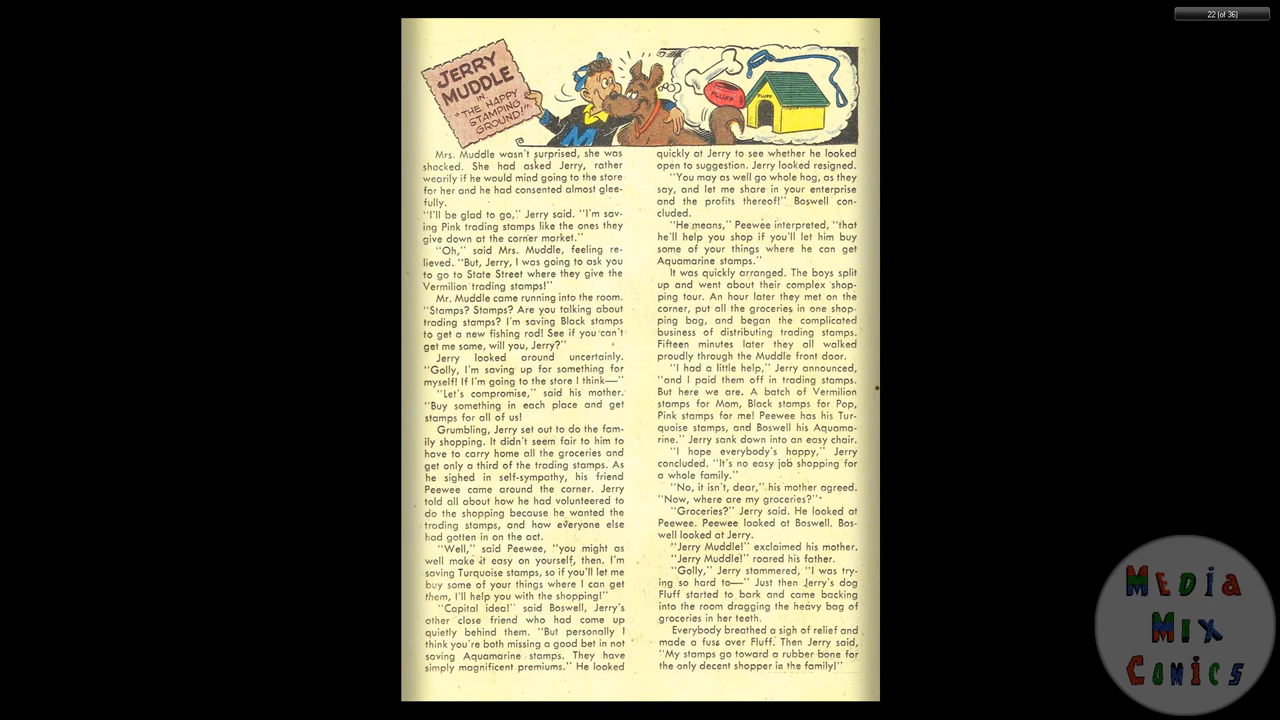 22 (of 36)
JERRY
MUDDLE
IN
"THE HAPPY
STAMPING
GROUND!"
FLUFF
FLUFF
M
Mrs. Muddle wasn't surprised, she was
shocked. She had asked Jerry, rather
wearily if he would mind going to the store
for her and he had consented almost glee-
fully.
"I'll be glad to go," Jerry said. "I'm sav-
ing Pink trading stamps like the ones they
give down at the corner market."
"Oh," said Mrs. Muddle, feeling re-
lieved. "But, Jerry, I was going to ask you
to go to State Street where they give the
Vermilion trading stamps!"
Mr. Muddle came running into the room.
"Stamps? Stamps? Are you talking about
trading stamps? I'm saving Black stamps
to get a new fishing rod! See if you can't
get me some, will you, Jerry?"
Jerry looked around uncertainly.
"Golly, I'm saving up for something for
myself! If I'm going to the store I think—"
"Let's compromise," said his mother.
"Buy something in each place and get
stamps for all of us!
Grumbling, Jerry set out to do the fam-
ily shopping. It didn't seem fair to him to
have to carry home all the groceries and
get only a third of the trading stamps. As
he sighed in self-sympathy, his friend
Peewee came around the corner. Jerry
told all about how he had volunteered to
do the shopping because he wanted the
trading stamps, and how everyone else
had gotten in on the act.
"Well," said Peewee, "you might as
well make it easy on yourself, then. I'm
saving Turquoise stamps, so if you'll let me
buy some of your things where I can get
them, I'll help you with the shopping!"
"Capital idea!" said Boswell, Jerry's
other close friend who had come up
quietly behind them. "But personally I
think you're both missing a good bet in not
saving Aquamarine stamps. They have
simply magnificent premiums." He looked
quickly at Jerry to see whether he looked
open to suggestion. Jerry looked resigned.
"You may as well go whole hog, as they
say, and let me share in your enterprise
and the profits thereof!" Boswell con-
cluded.
"He means," Peewee interpreted, "that
he'll help you shop if you'll let him buy
some of your things where he can get
Aquamarine stamps."
It was quickly arranged. The boys split
up and went about their complex shop-
ping tour. An hour later they met on the
corner, put all the groceries in one shop-
ping bag, and began the complicated
business of distributing trading stamps.
Fifteen minutes later they all walked
proudly through the Muddle front door.
"I had a little help," Jerry announced,
"and I paid them off in trading stamps.
But here we are. A batch of Vermilion
stamps for Mom, Black stamps for Pop,
Pink stamps for me! Peewee has his Tur-
quoise stamps, and Boswell his Aquama-
rine." Jerry sank down into an easy chair.
"I hope everybody's happy," Jerry
concluded. "It's no easy job shopping for
a whole family."
"No, it isn't, dear," his mother agreed.
"Now, where are my groceries?"
"Groceries?" Jerry said. He looked at
Peewee. Peewee looked at Boswell. Bos-
well looked at Jerry.
"Jerry Muddle!" exclaimed his mother.
"Jerry Muddle!" roared his father.
"Golly," Jerry stammered, "I was try-
ing so hard to—" Just then Jerry's dog
Fluff started to bark and came backing
into the room dragging the heavy bag of
groceries in her teeth.
Everybody breathed a sigh of relief and
made a fuss over Fluff. Then Jerry said,
"My stamps go toward a rubber bone for
the only decent shopper in the family!"
MEDiA
MiX
COMiCS